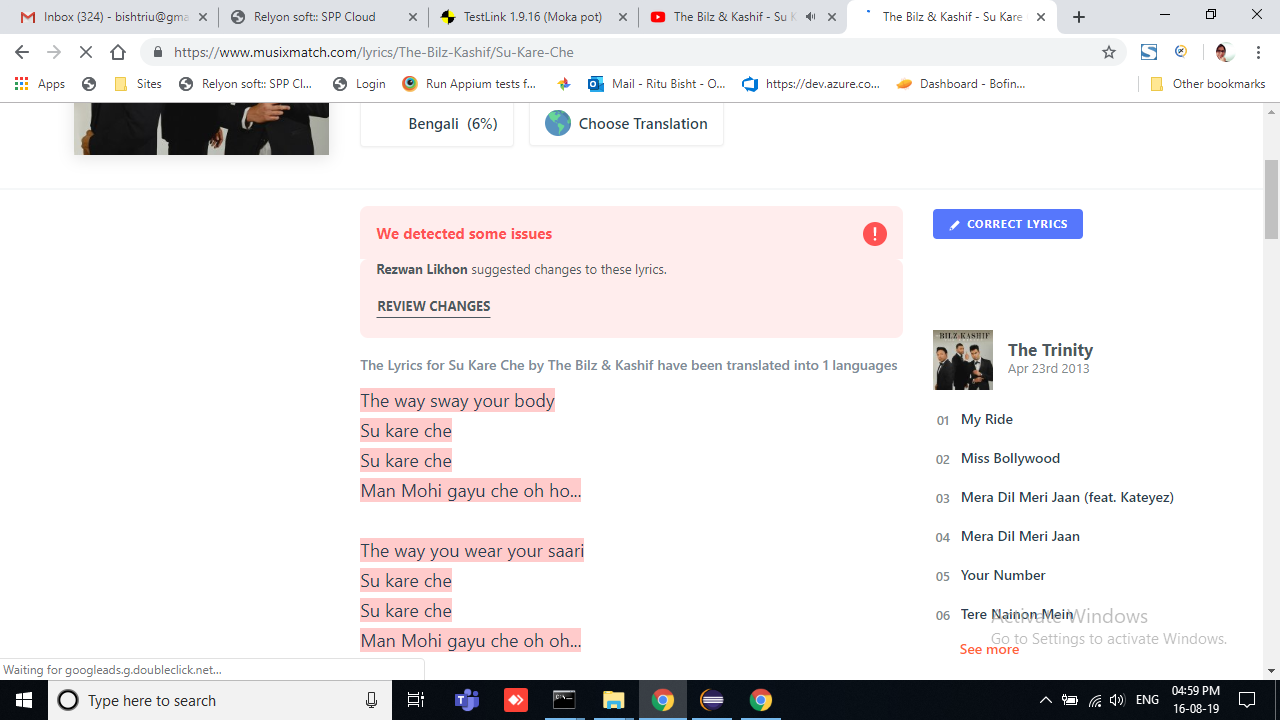 Inbox (324) - bishtriu@gma
Relyon soft:: SPP Cloud
TestLink 1.9.16 (Moka pot)
The Bilz & Kashif - Su K
The Bilz & Kashif - Su Kare
https://www.musixmatch.com/lyrics/The-Bilz-Kashif/Su-Kare-Che
Apps
Sites
Relyon soft:: SPP Cl...
Login
Run Appium tests f...
Mail - Ritu Bisht - O...
https://dev.azure.co...
Dashboard - Bofin...
Other bookmarks
Bengali (6%)
Choose Translation
We detected some issues
Rezwan Likhon suggested changes to these lyrics.
REVIEW CHANGES
CORRECT LYRICS
The Lyrics for Su Kare Che by The Bilz & Kashif have been translated into 1 languages
The way sway your body
Su kare che
Su kare che
Man Mohi gayu che oh ho...
The way you wear your saari
Su kare che
Su kare che
Man Mohi gayu che oh oh...
BILZ KASHIF
The Trinity
Apr 23rd 2013
01 My Ride
02 Miss Bollywood
03 Mera Dil Meri Jaan (feat. Kateyez)
04 Mera Dil Meri Jaan
05 Your Number
06 Tere Nainon Mein
See more
Activate Windows
Go to Settings to activate Windows.
Waiting for googleads.g.doubleclick.net...
Type here to search
ENG
04:59 PM
16-08-19